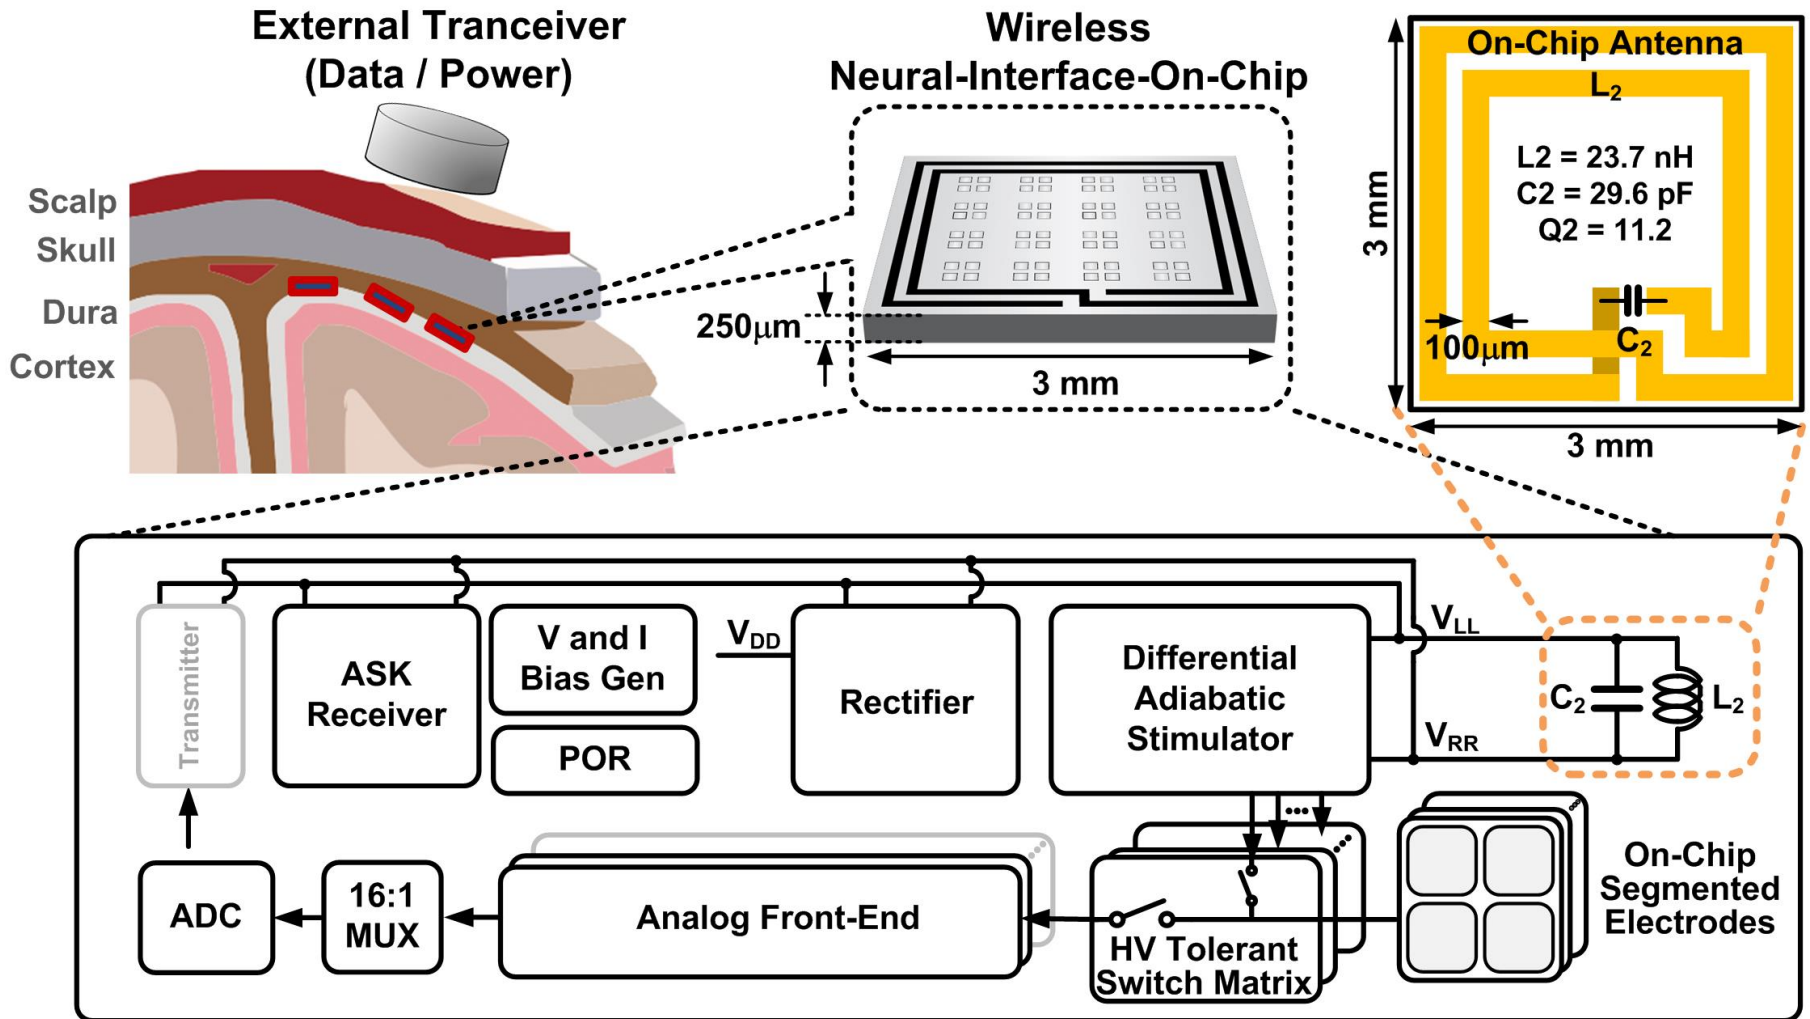 External Tranceiver
(Data / Power)
Wireless
Neural-Interface-On-Chip
On-Chip Antenna
L2
L2 = 23.7 nH
C2 = 29.6 pF
Q2 = 11.2
3 mm
100μm
C2
3 mm
Scalp
Skull
Dura
Cortex
250μm
3 mm
Transmitter
ASK
Receiver
V and I
Bias Gen
POR
VDD
Rectifier
Differential
Adiabatic
Stimulator
VLL
VRR
C2
L2
ADC
16:1
MUX
Analog Front-End
HV Tolerant
Switch Matrix
On-Chip
Segmented
Electrodes